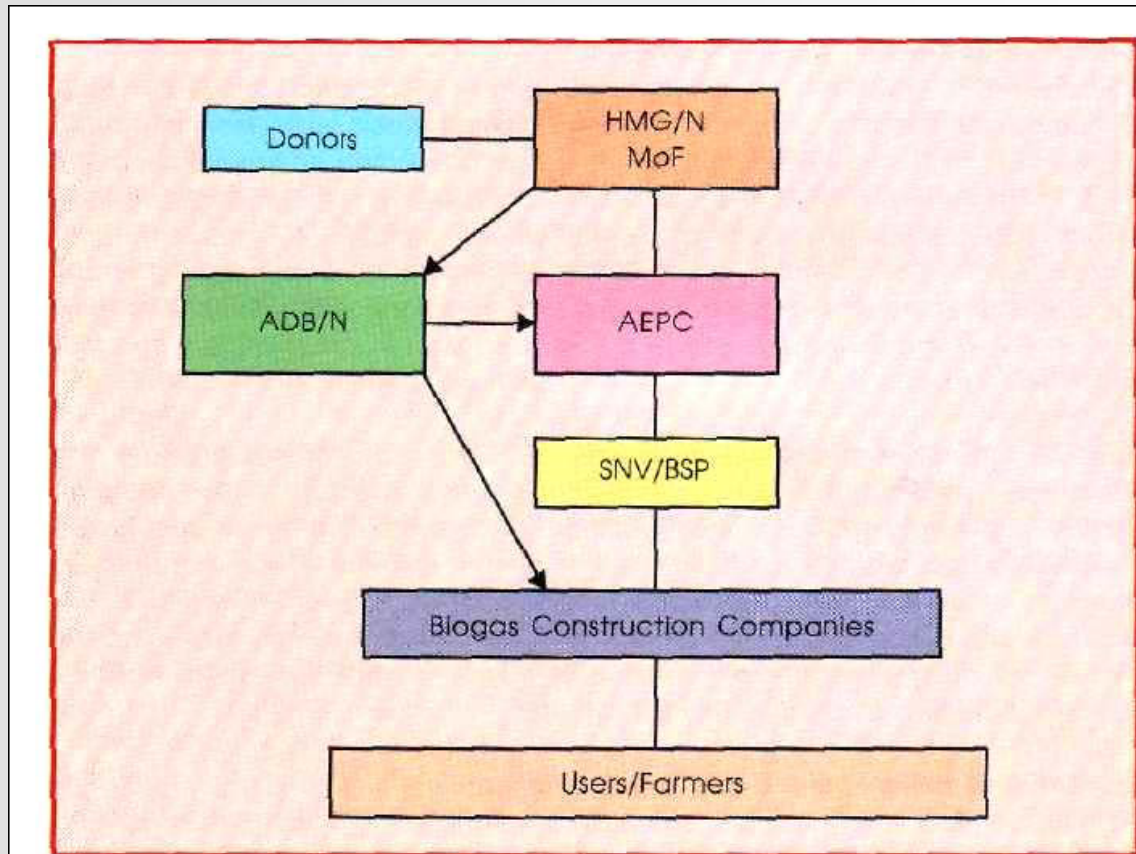 Donors
HMG/N
MoF
ADB/N
AEPC
SNV/BSP
Biogas Construction Companies
Users/Farmers